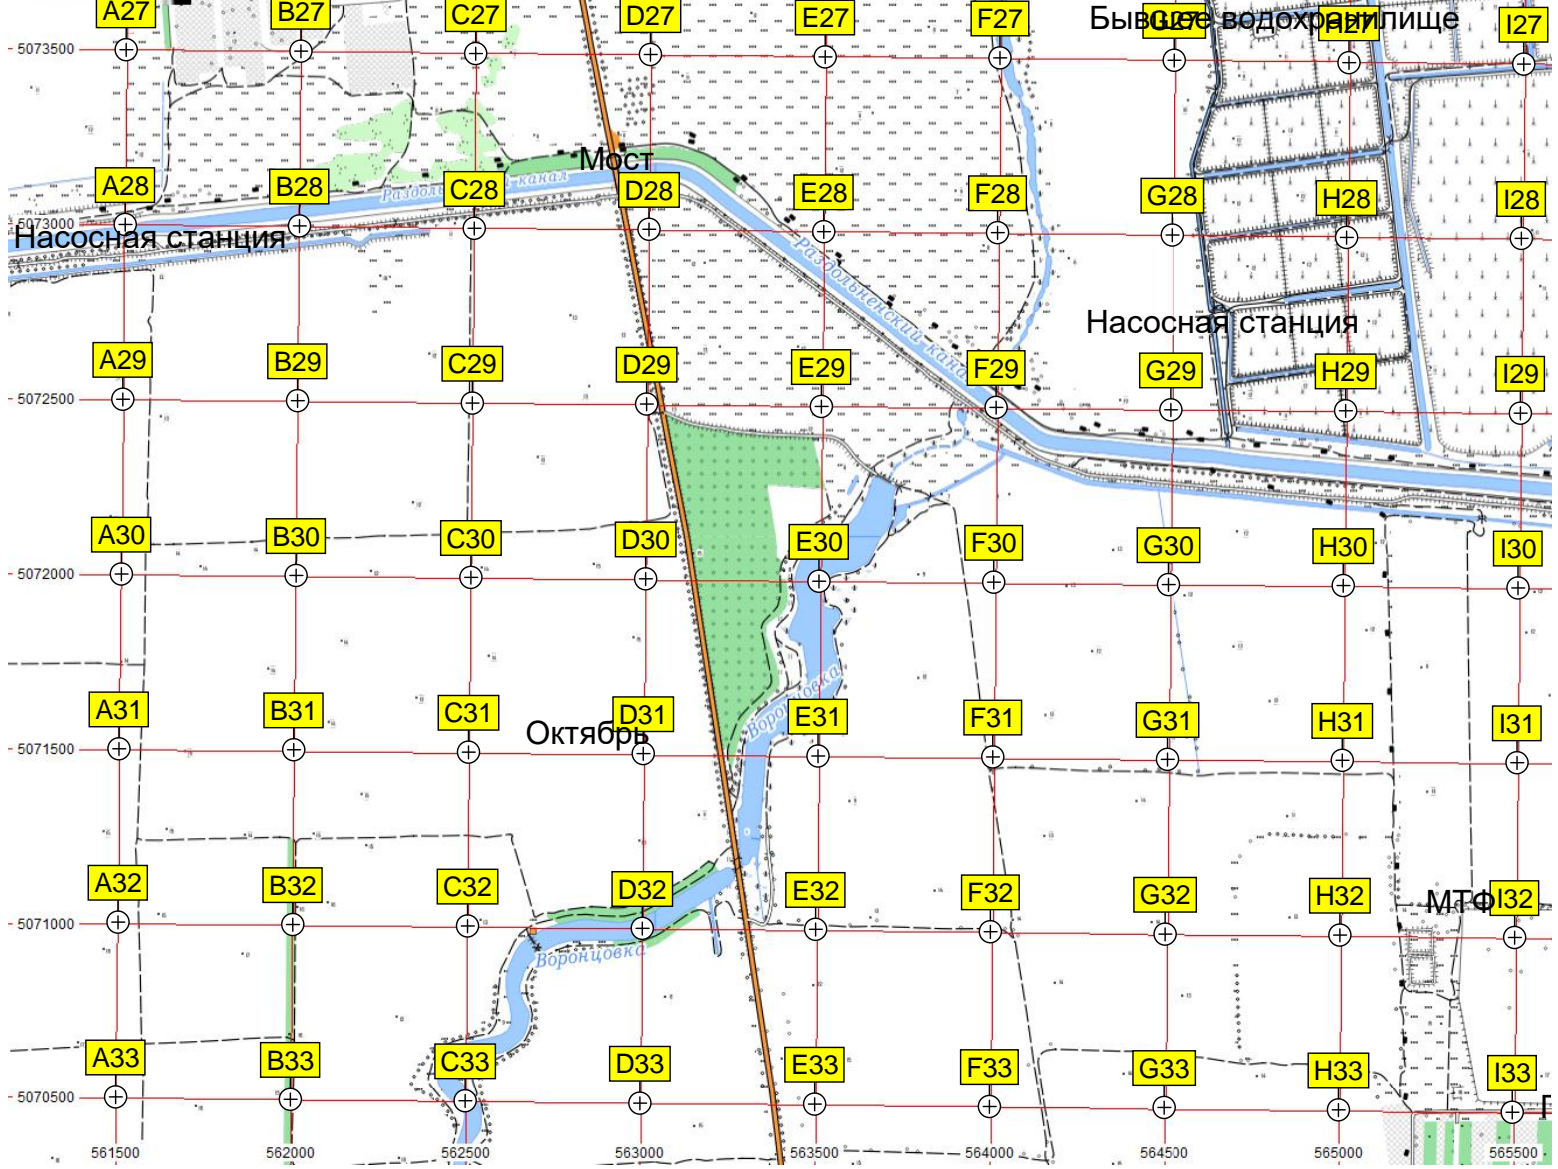 A27 B27 C27 D27 E27 F27 G27 H27 I27
Бывшее водохранилище
5073500
Мост
Раздольненский канал
A28 B28 C28 D28 E28 F28 G28 H28 I28
5073000
Насосная станция
Раздольненский канал
Насосная станция
A29 B29 C29 D29 E29 F29 G29 H29 I29
5072500
A30 B30 C30 D30 E30 F30 G30 H30 I30
5072000
Воронцовка
A31 B31 C31 D31 E31 F31 G31 H31 I31
Октябрь
5071500
A32 B32 C32 D32 E32 F32 G32 H32 I32
МТФ
5071000
Воронцовка
A33 B33 C33 D33 E33 F33 G33 H33 I33
5070500
561500 562000 562500 563000 563500 564000 564500 565000 565500